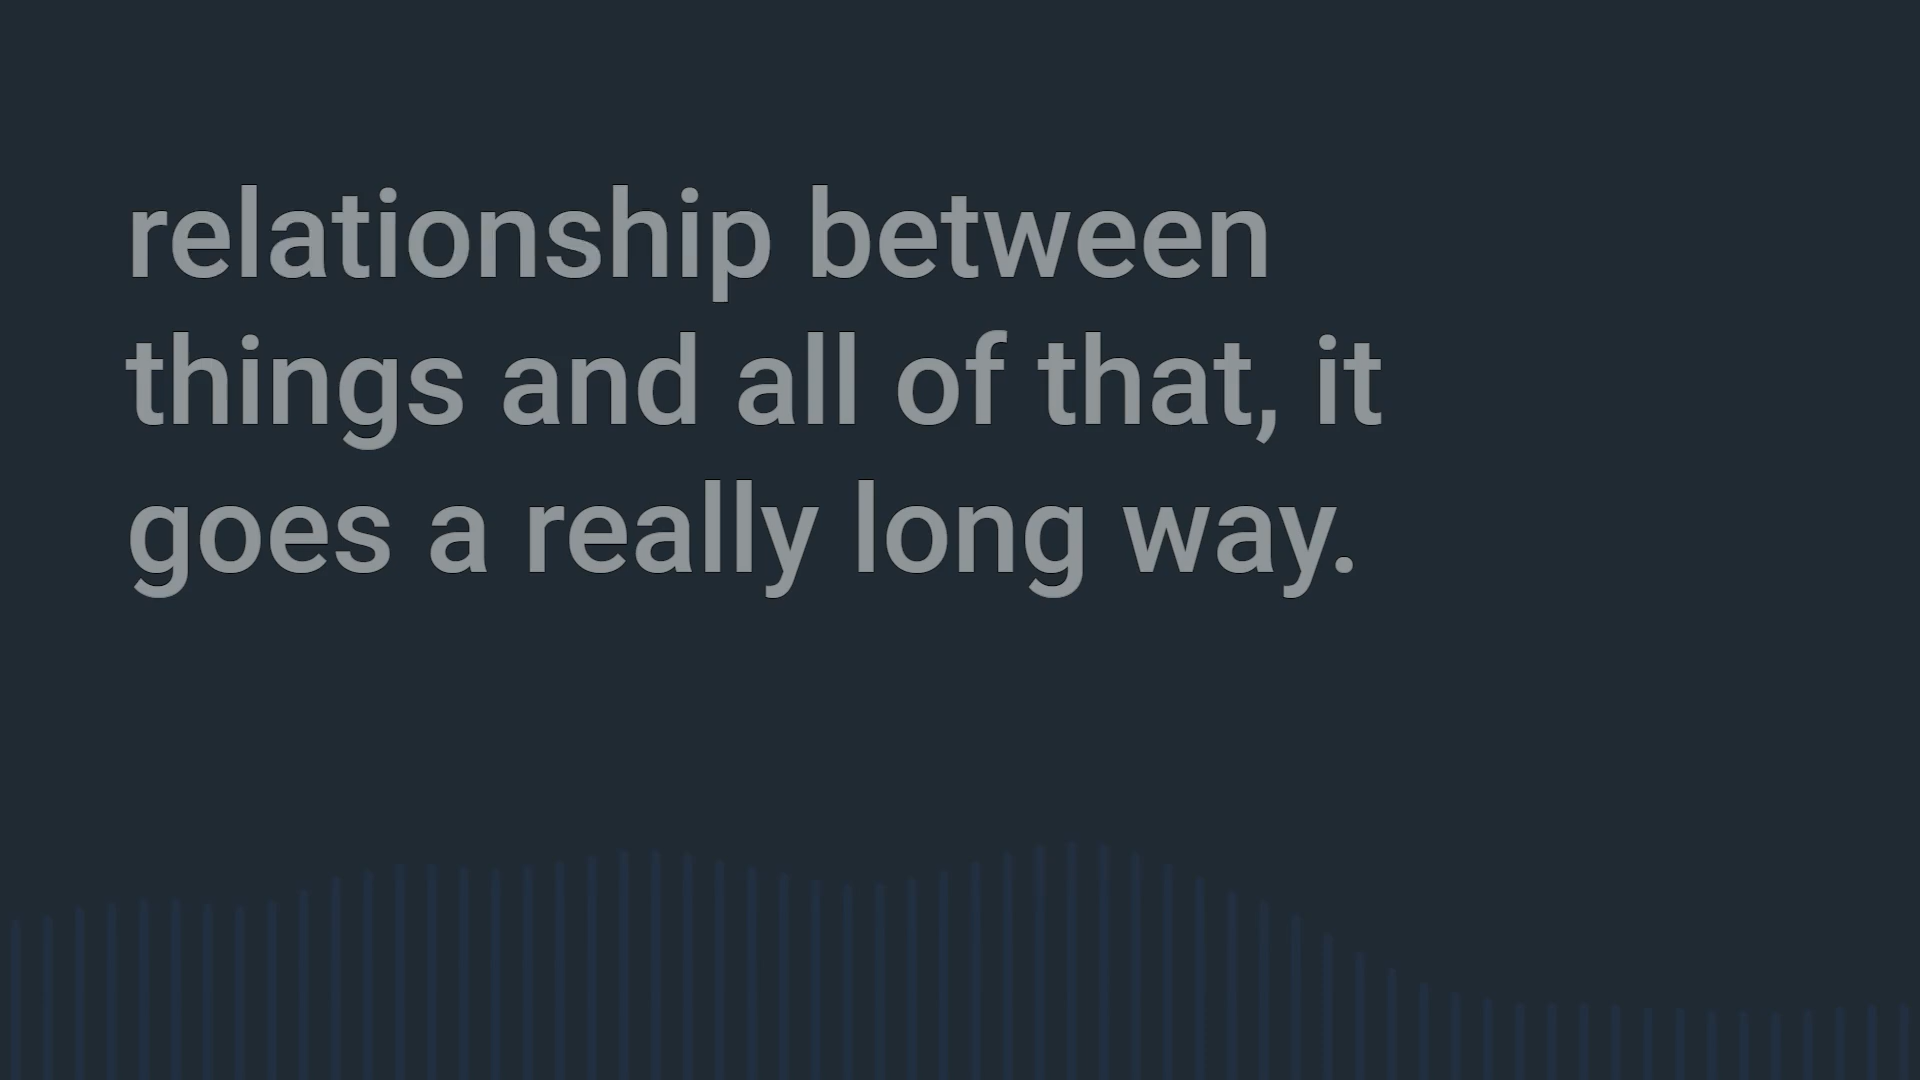 relationship between
things and all of that, it
goes a really long way.